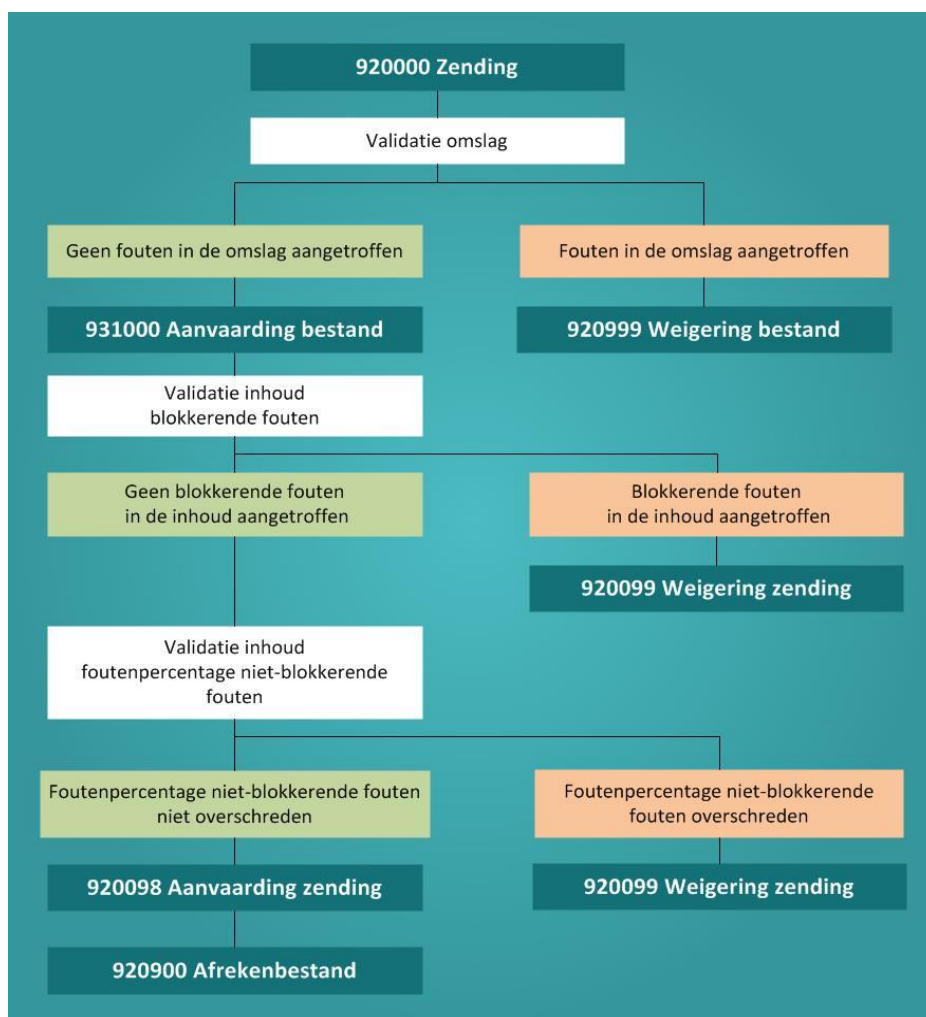 920000 Zending
Validatie omslag
Geen fouten in de omslag aangetroffen
Fouten in de omslag aangetroffen
931000 Aanvaarding bestand
920999 Weigering bestand
Validatie inhoud
blokkerende fouten
Geen blokkerende fouten
in de inhoud aangetroffen
Blokkerende fouten
in de inhoud aangetroffen
920099 Weigering zending
Validatie inhoud
foutenpercentage niet-blokkerende
fouten
Foutenpercentage niet-blokkerende fouten
niet overschreden
Foutenpercentage niet-blokkerende
fouten overschreden
920098 Aanvaarding zending
920099 Weigering zending
920900 Afrekenbestand